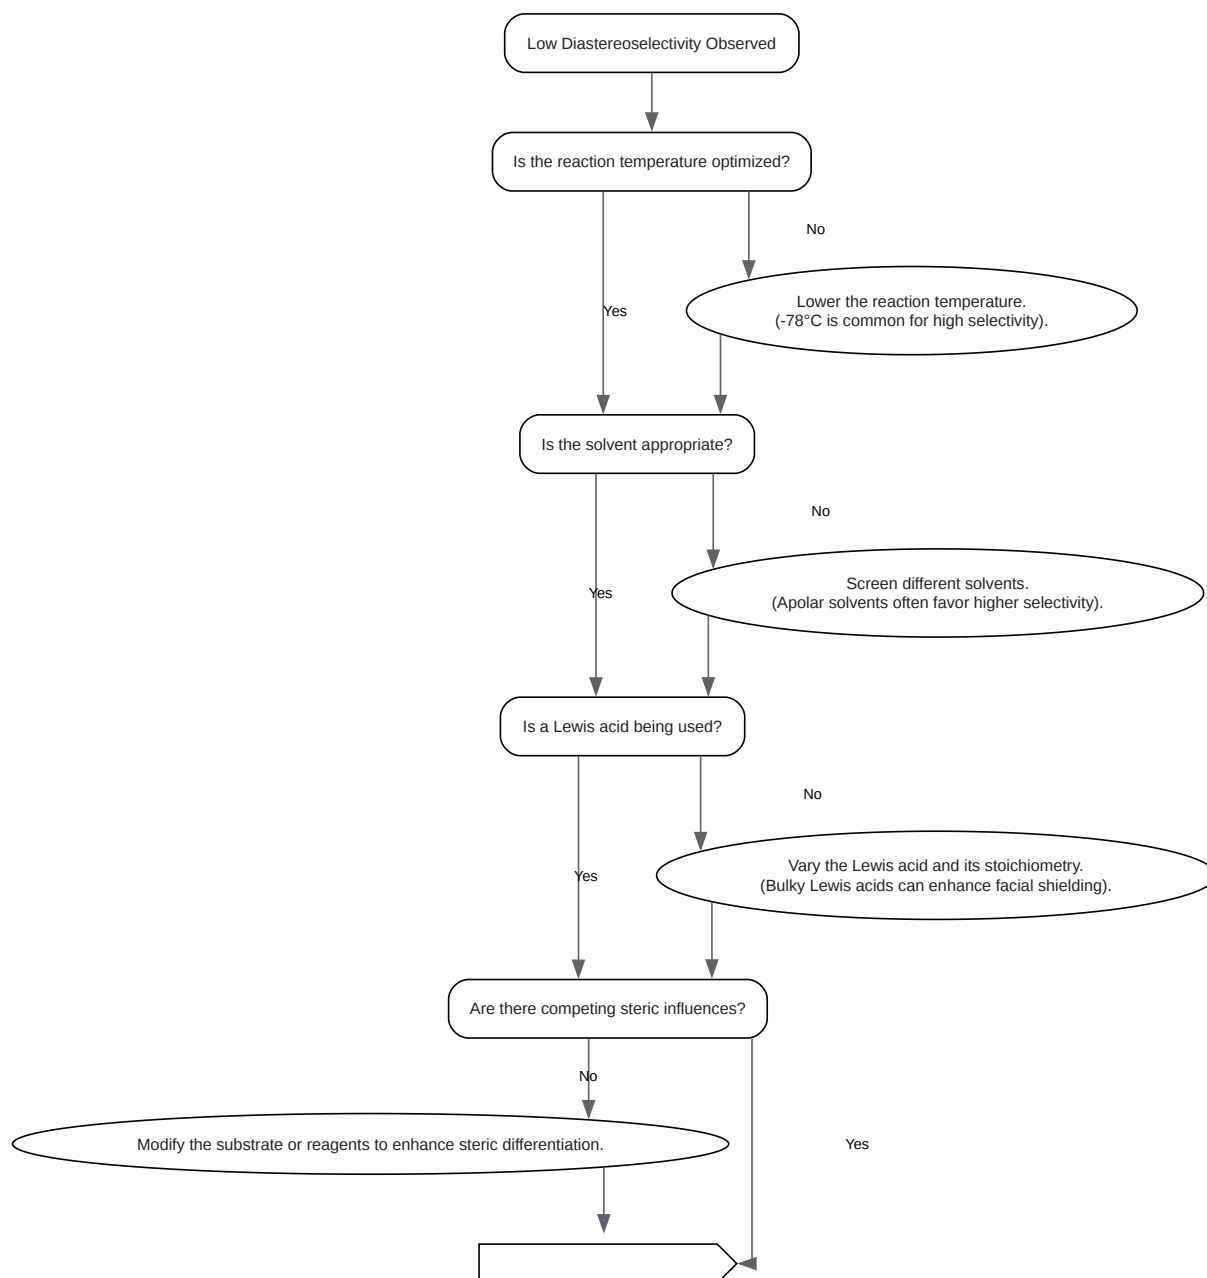 Low Diastereoselectivity Observed
Is the reaction temperature optimized?
No
Lower the reaction temperature.
(-78°C is common for high selectivity).
Yes
Is the solvent appropriate?
No
Screen different solvents.
(Apolar solvents often favor higher selectivity).
Yes
Is a Lewis acid being used?
No
Vary the Lewis acid and its stoichiometry.
(Bulky Lewis acids can enhance facial shielding).
Yes
Are there competing steric influences?
No
Modify the substrate or reagents to enhance steric differentiation.
Yes